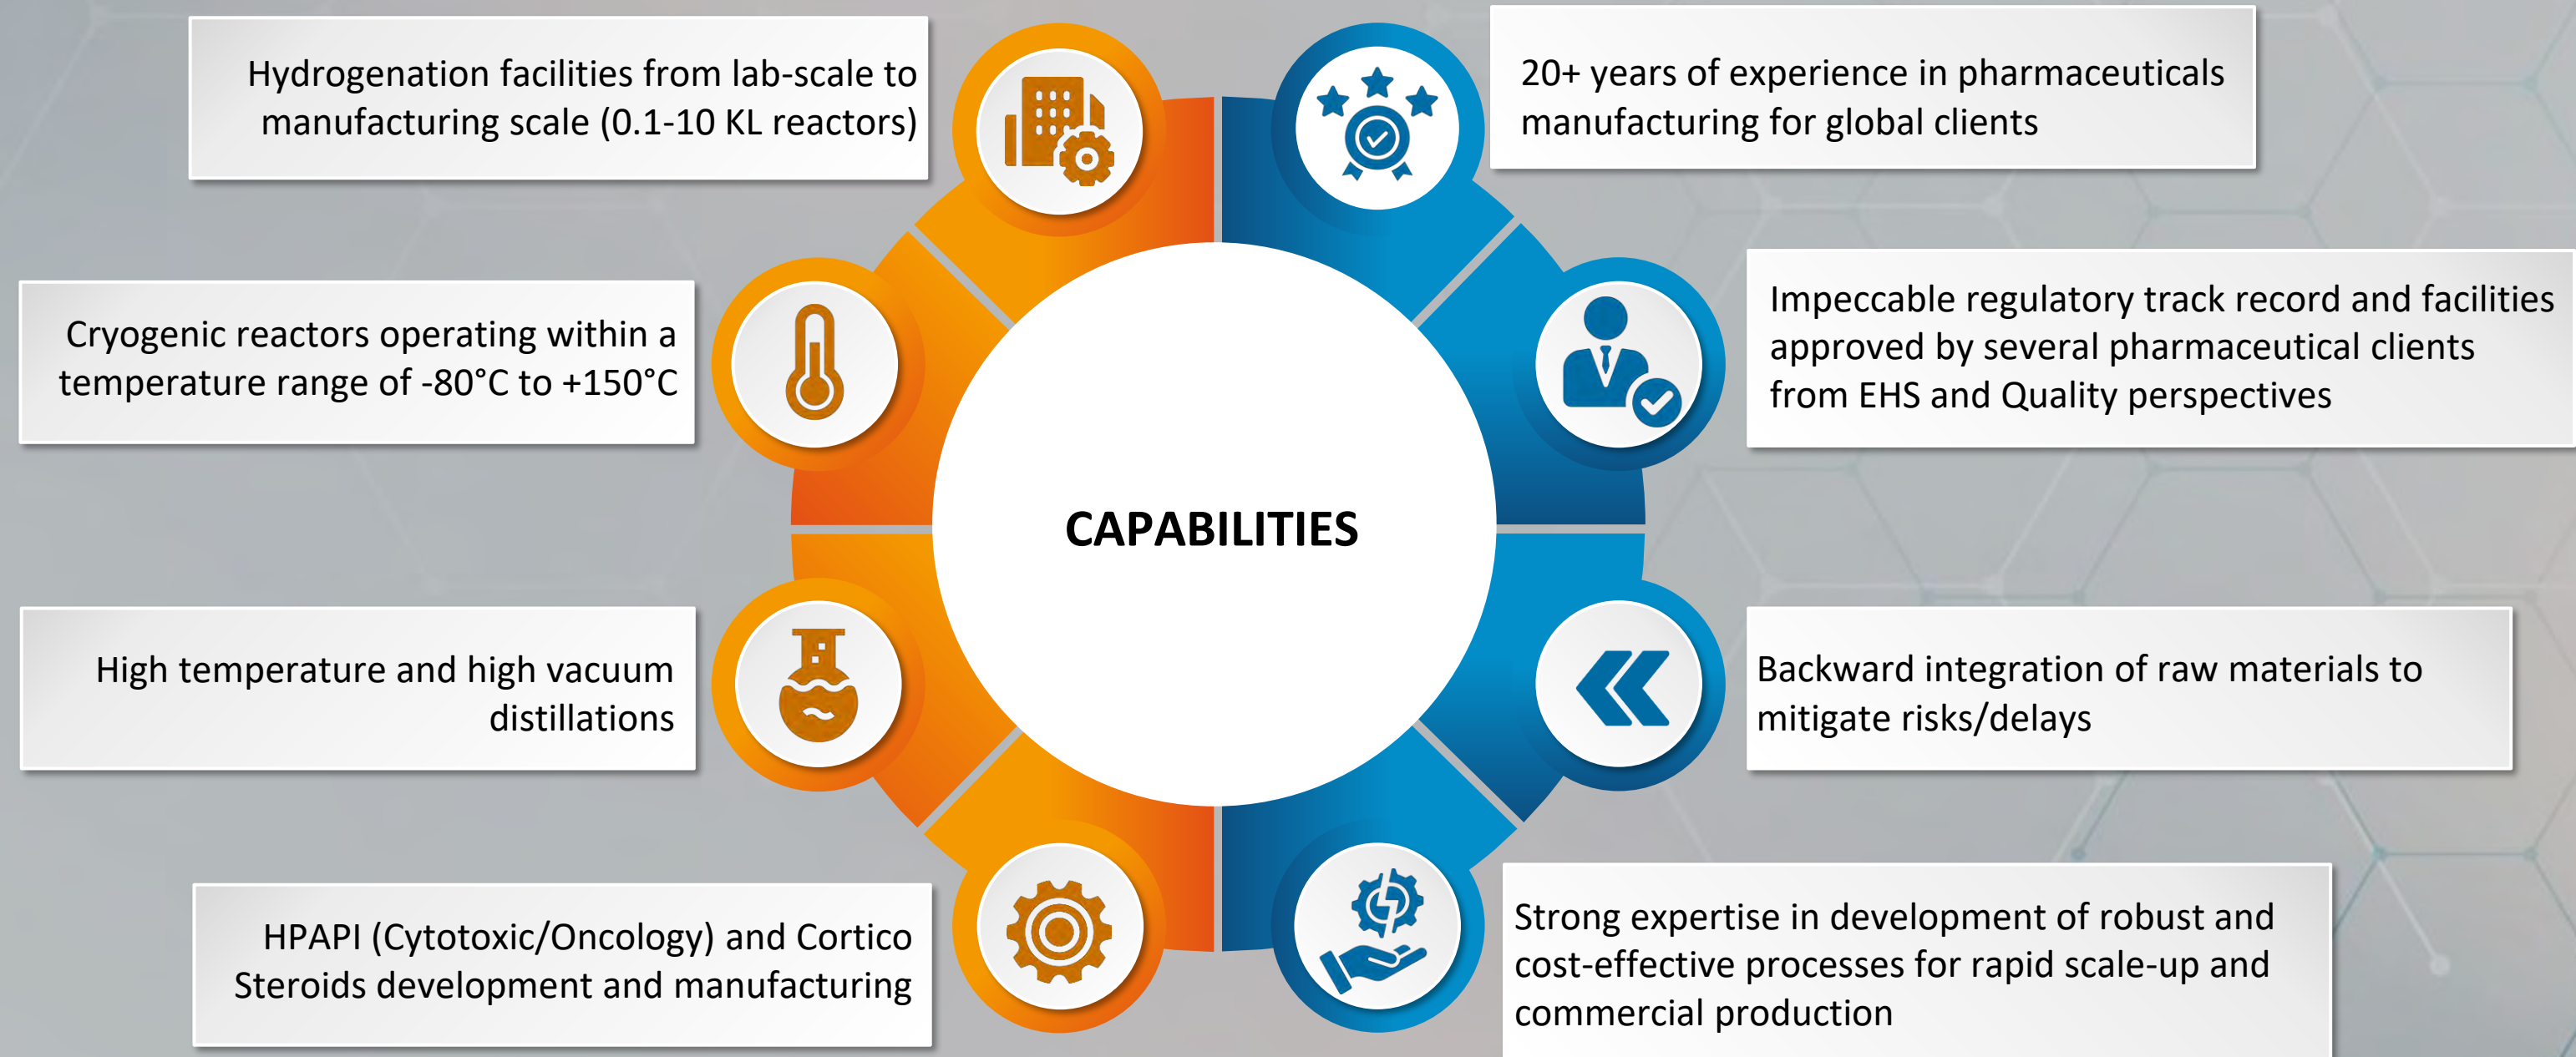 Hydrogenation facilities from lab-scale to
manufacturing scale (0.1-10 KL reactors)
Cryogenic reactors operating within a
temperature range of -80°C to +150°C
High temperature and high vacuum
distillations
HPAPI (Cytotoxic/Oncology) and Cortico
Steroids development and manufacturing
CAPABILITIES
20+ years of experience in pharmaceuticals
manufacturing for global clients
Impeccable regulatory track record and facilities
approved by several pharmaceutical clients
from EHS and Quality perspectives
Backward integration of raw materials to
mitigate risks/delays
Strong expertise in development of robust and
cost-effective processes for rapid scale-up and
commercial production